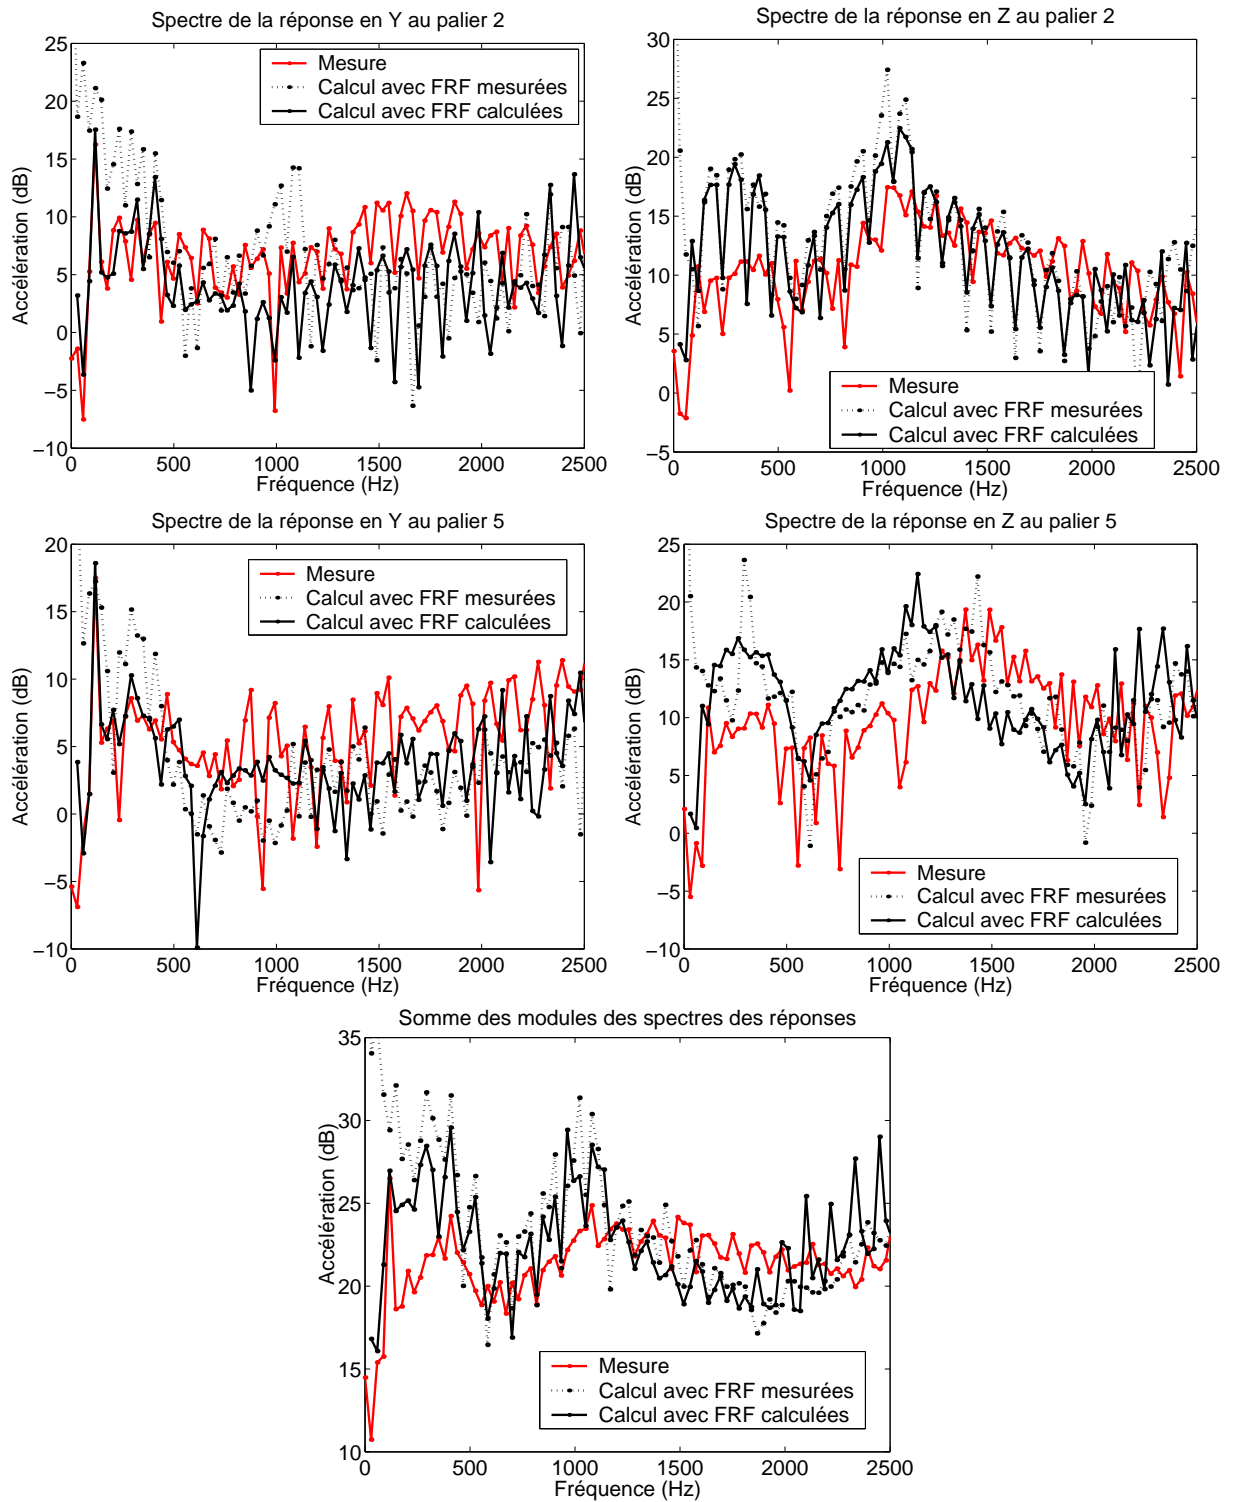 Spectre de la réponse en Y au palier 2
25
20
15
10
5
0
−5
−10
Accélération (dB)
Mesure
Calcul avec FRF mesurées
Calcul avec FRF calculées
0 500 1000 1500 2000 2500
Fréquence (Hz)
Spectre de la réponse en Z au palier 2
30
25
20
15
10
5
0
−5
Accélération (dB)
Mesure
Calcul avec FRF mesurées
Calcul avec FRF calculées
0 500 1000 1500 2000 2500
Fréquence (Hz)
Spectre de la réponse en Y au palier 5
20
15
10
5
0
−5
−10
Accélération (dB)
Mesure
Calcul avec FRF mesurées
Calcul avec FRF calculées
0 500 1000 1500 2000 2500
Fréquence (Hz)
Spectre de la réponse en Z au palier 5
25
20
15
10
5
0
−5
−10
Accélération (dB)
Mesure
Calcul avec FRF mesurées
Calcul avec FRF calculées
0 500 1000 1500 2000 2500
Fréquence (Hz)
Somme des modules des spectres des réponses
35
30
25
20
15
10
Accélération (dB)
Mesure
Calcul avec FRF mesurées
Calcul avec FRF calculées
0 500 1000 1500 2000 2500
Fréquence (Hz)